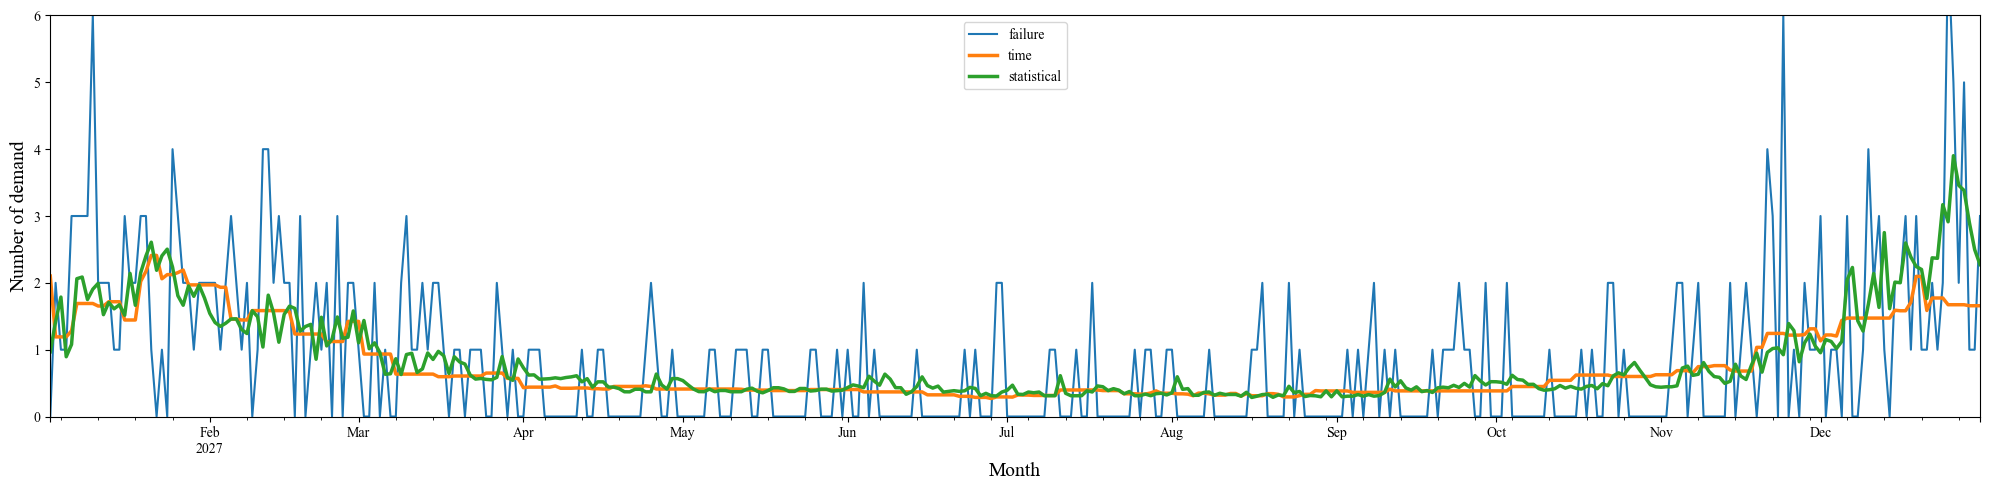 6
5
4
3
2
1
0
Number of demand
failure
time
statistical
Feb
2027
Mar
Apr
May
Jun
Jul
Aug
Sep
Oct
Nov
Dec
Month